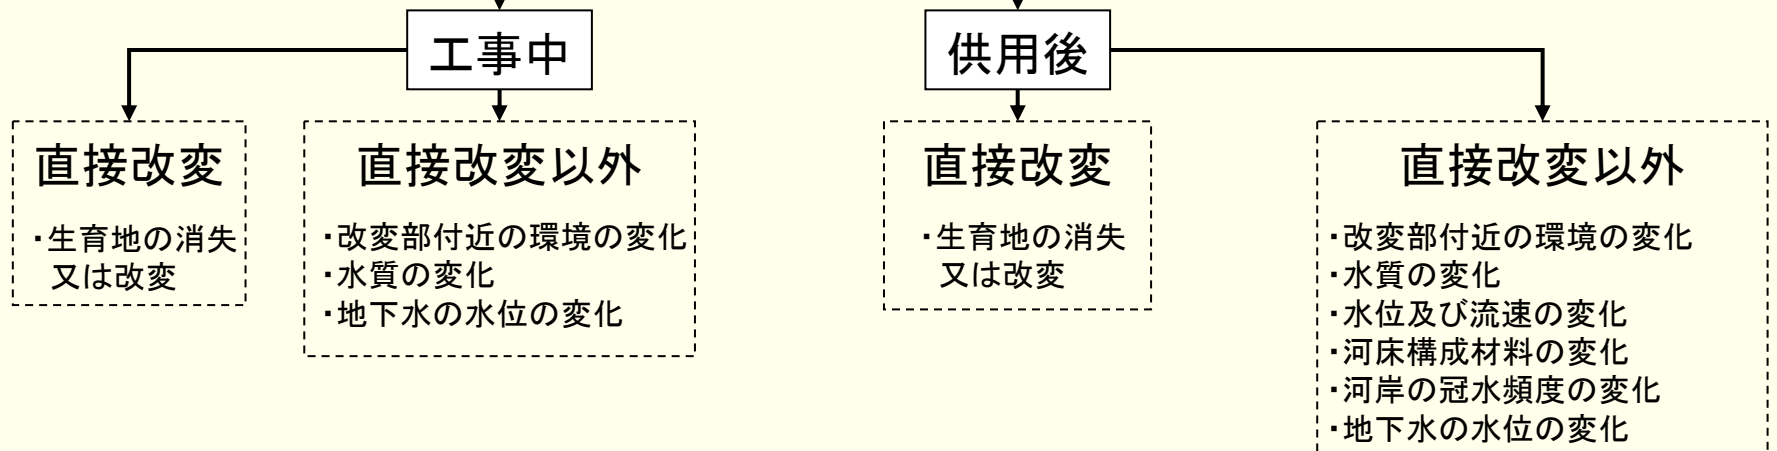 工事中
供用後
直接改変
・生育地の消失
又は改変
直接改変以外
・改変部付近の環境の変化
・水質の変化
・地下水の水位の変化
直接改変
・生育地の消失
又は改変
直接改変以外
・改変部付近の環境の変化
・水質の変化
・水位及び流速の変化
・河床構成材料の変化
・河岸の冠水頻度の変化
・地下水の水位の変化